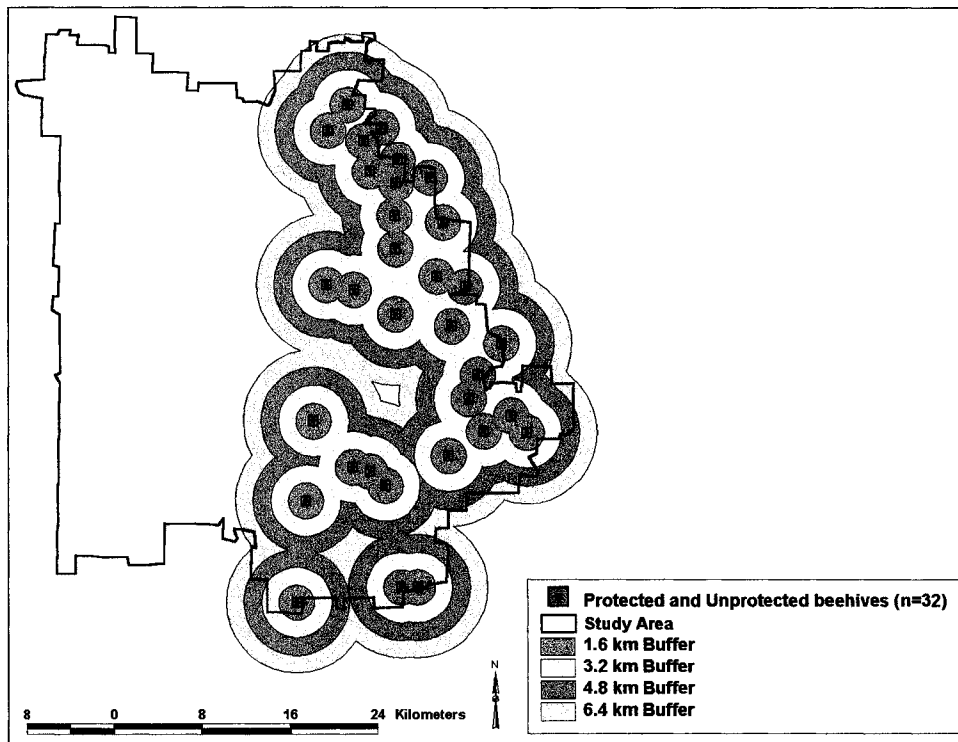 N
Protected and Unprotected beehives (n=32)
Study Area
1.6 km Buffer
3.2 km Buffer
4.8 km Buffer
6.4 km Buffer
8 0 8 16 24 Kilometers